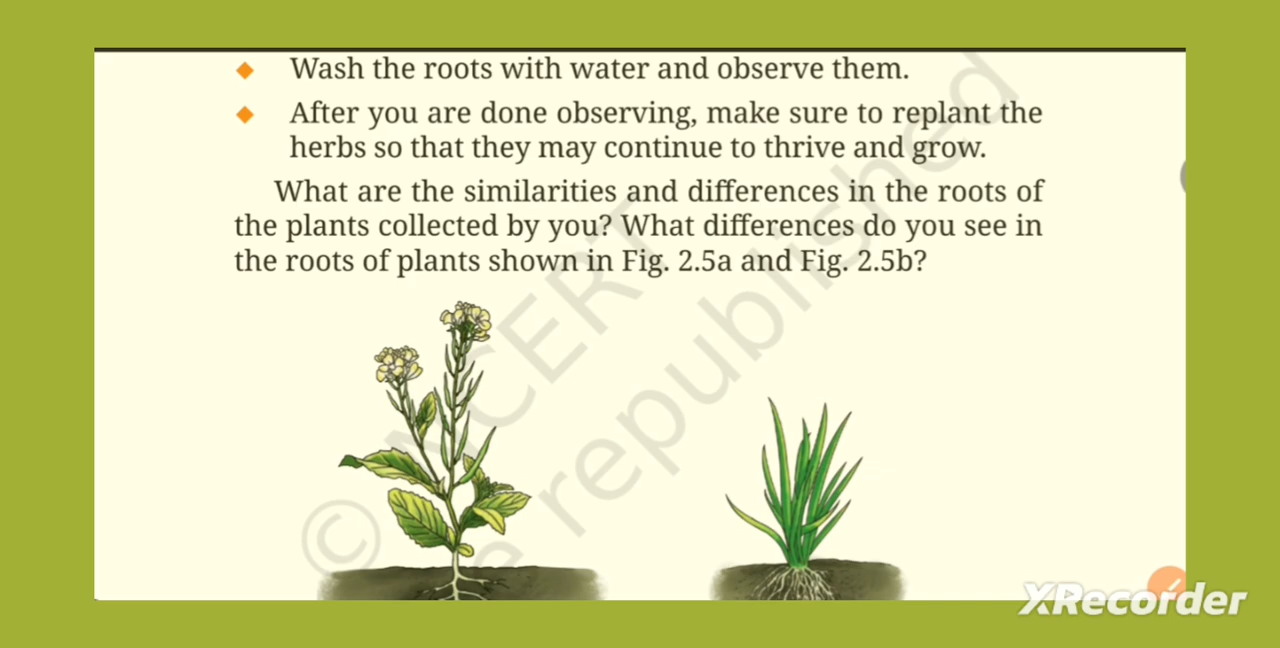 Wash the roots with water and observe them.
After you are done observing, make sure to replant the
herbs so that they may continue to thrive and grow.
What are the similarities and differences in the roots of
the plants collected by you? What differences do you see in
the roots of plants shown in Fig. 2.5a and Fig. 2.5b?
© NCERT
e republished
XRecorder